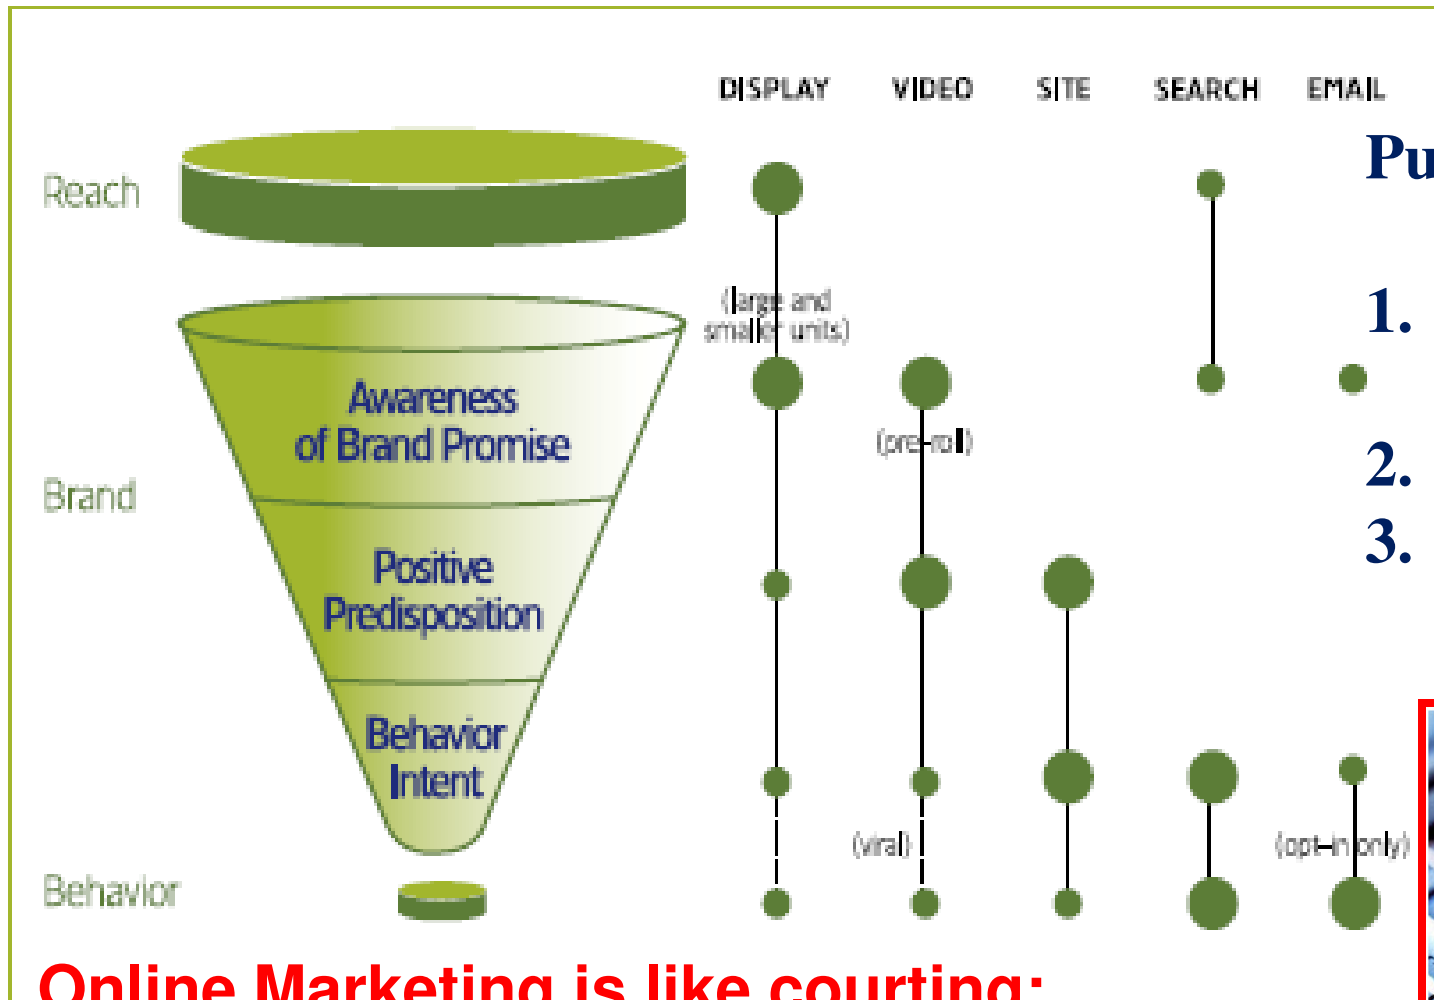 DISPLAY VIDEO SITE SEARCH EMAIL
Reach
(large and
smaller units)
Awareness
of Brand Promise
(pre-roll)
Brand
Positive
Predisposition
Behavior
Intent
(viral)
(opt-in only)
Behavior
Pu
1.
2.
3.
Online Marketing is like courting: